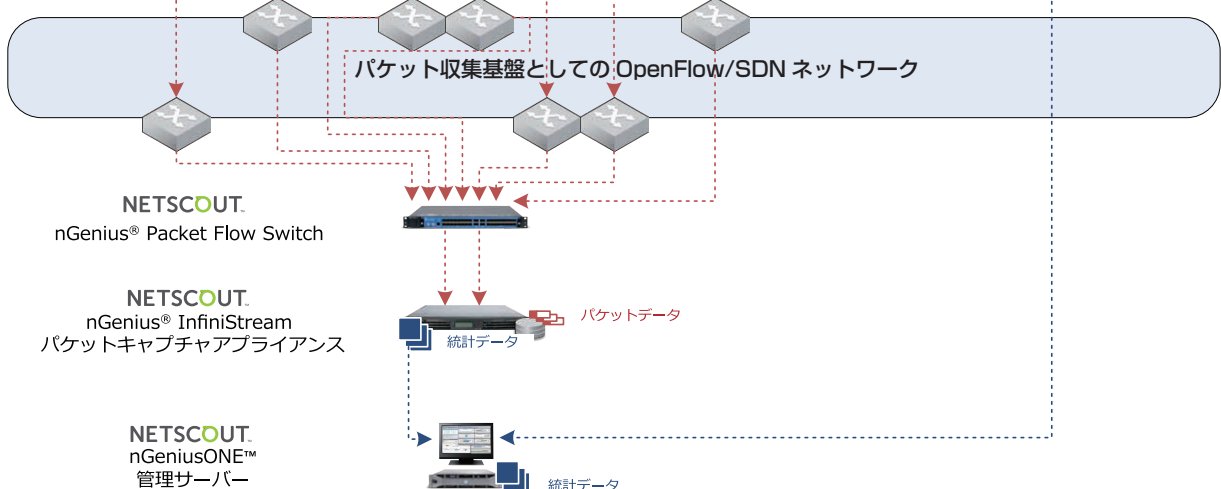 パケット収集基盤としての OpenFlow/SDN ネットワーク
NETSCOUT™
nGenius® Packet Flow Switch
NETSCOUT™
nGenius® InfiniStream
パケットキャプチャアプライアンス
パケットデータ
統計データ
NETSCOUT™
nGeniusONE™
管理サーバー
統計データ